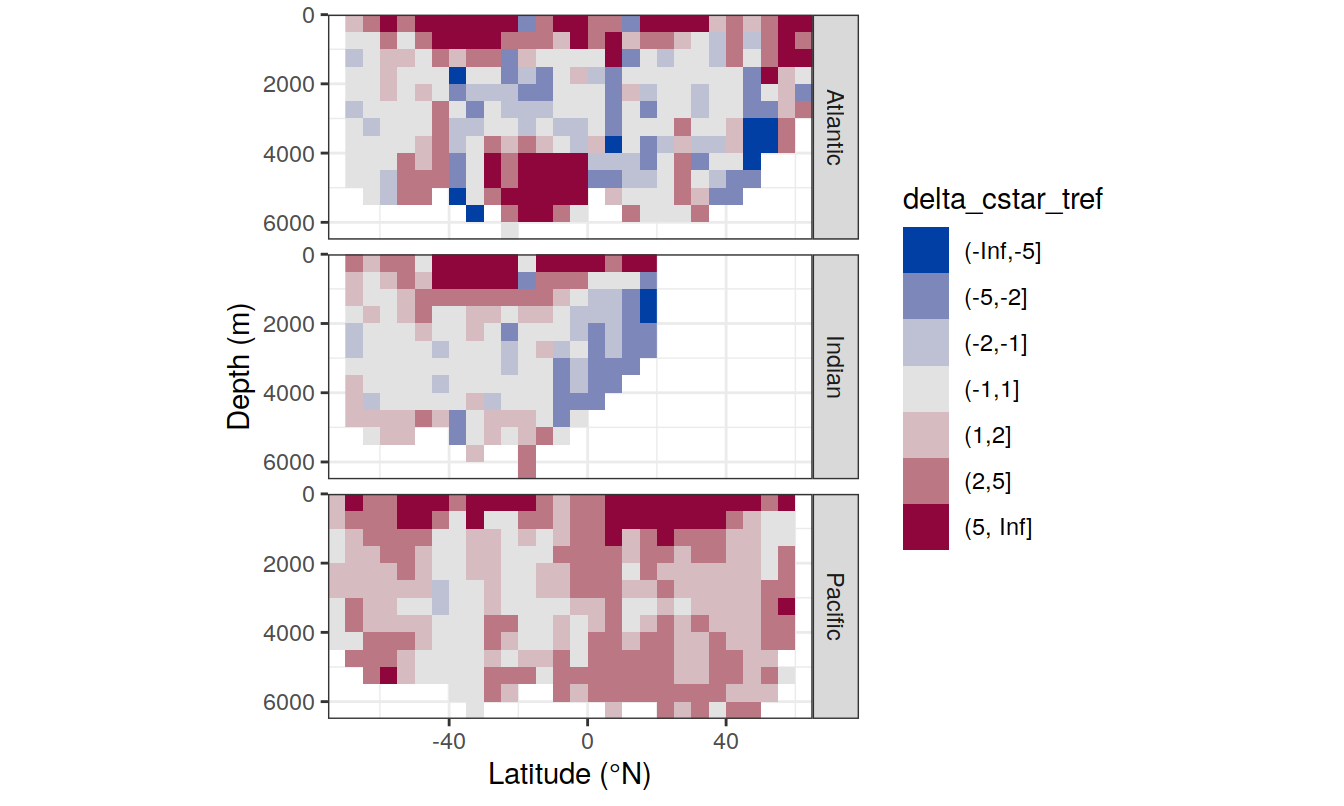 0
2000
4000
6000
Atlantic
0
2000
4000
6000
Indian
0
2000
4000
6000
Pacific
-40 0 40
Depth (m)
Latitude (°N)
delta_cstar_tref
(-Inf,-5]
(-5,-2]
(-2,-1]
(-1,1]
(1,2]
(2,5]
(5, Inf]